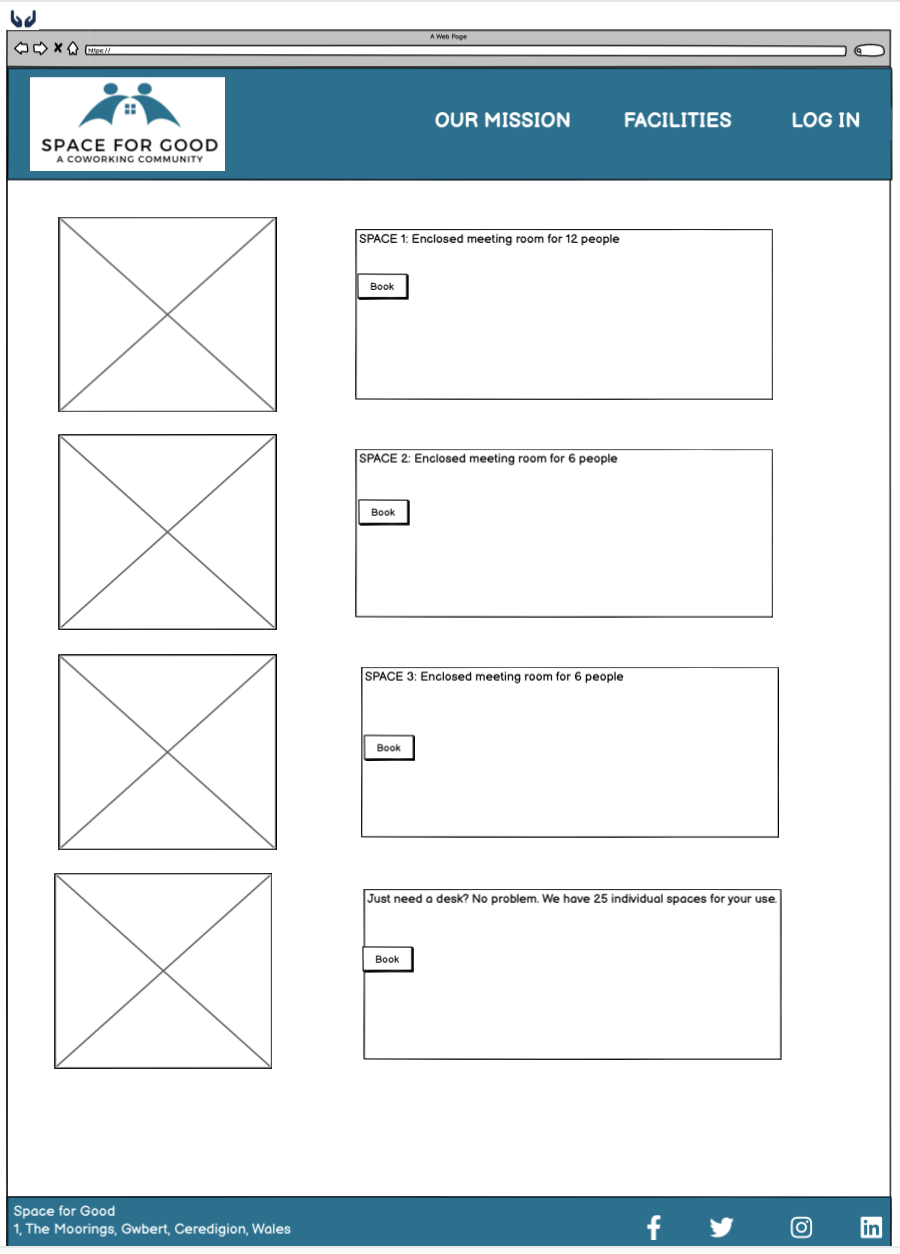 A Web Page
https://
SPACE FOR GOOD
A COWORKING COMMUNITY
OUR MISSION
FACILITIES
LOG IN
SPACE 1: Enclosed meeting room for 12 people
Book
SPACE 2: Enclosed meeting room for 6 people
Book
SPACE 3: Enclosed meeting room for 6 people
Book
Just need a desk? No problem. We have 25 individual spaces for your use.
Book
Space for Good
1, The Moorings, Gwbert, Ceredigion, Wales